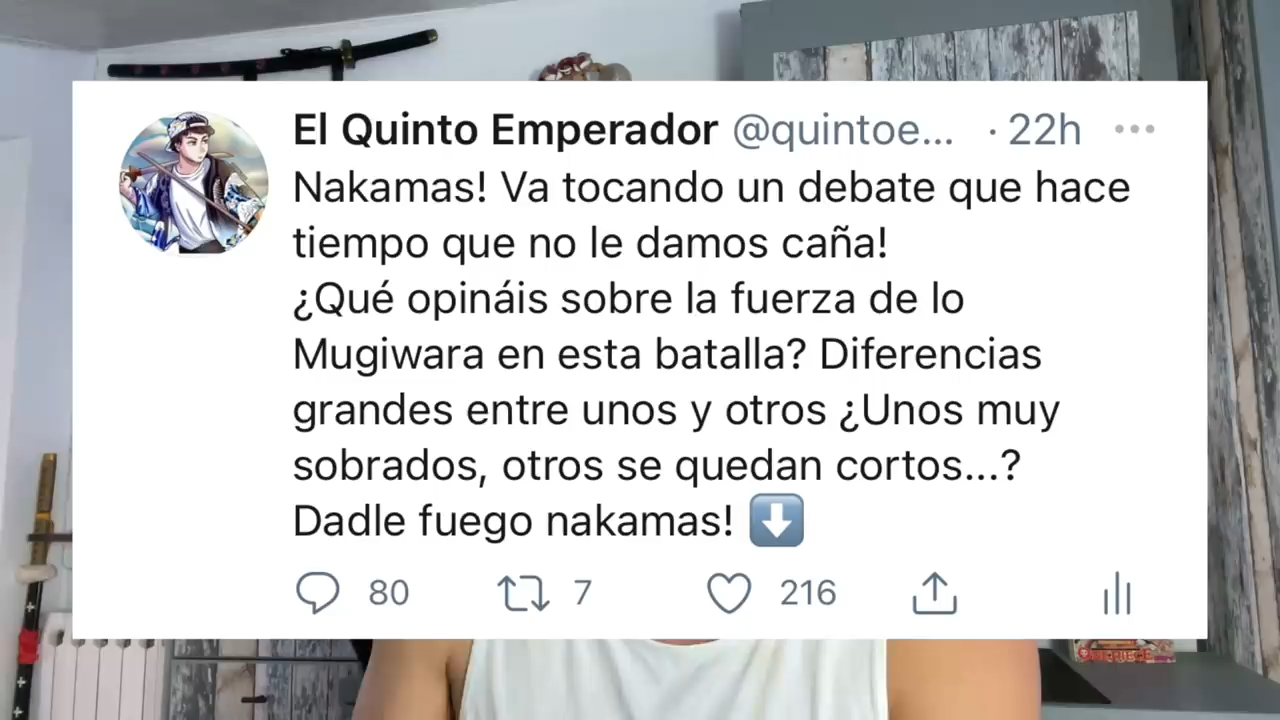 El Quinto Emperador @quintoe... · 22h
Nakamas! Va tocando un debate que hace
tiempo que no le damos caña!
¿Qué opináis sobre la fuerza de lo
Mugiwara en esta batalla? Diferencias
grandes entre unos y otros ¿Unos muy
sobrados, otros se quedan cortos...?
Dadle fuego nakamas!
80 7 216